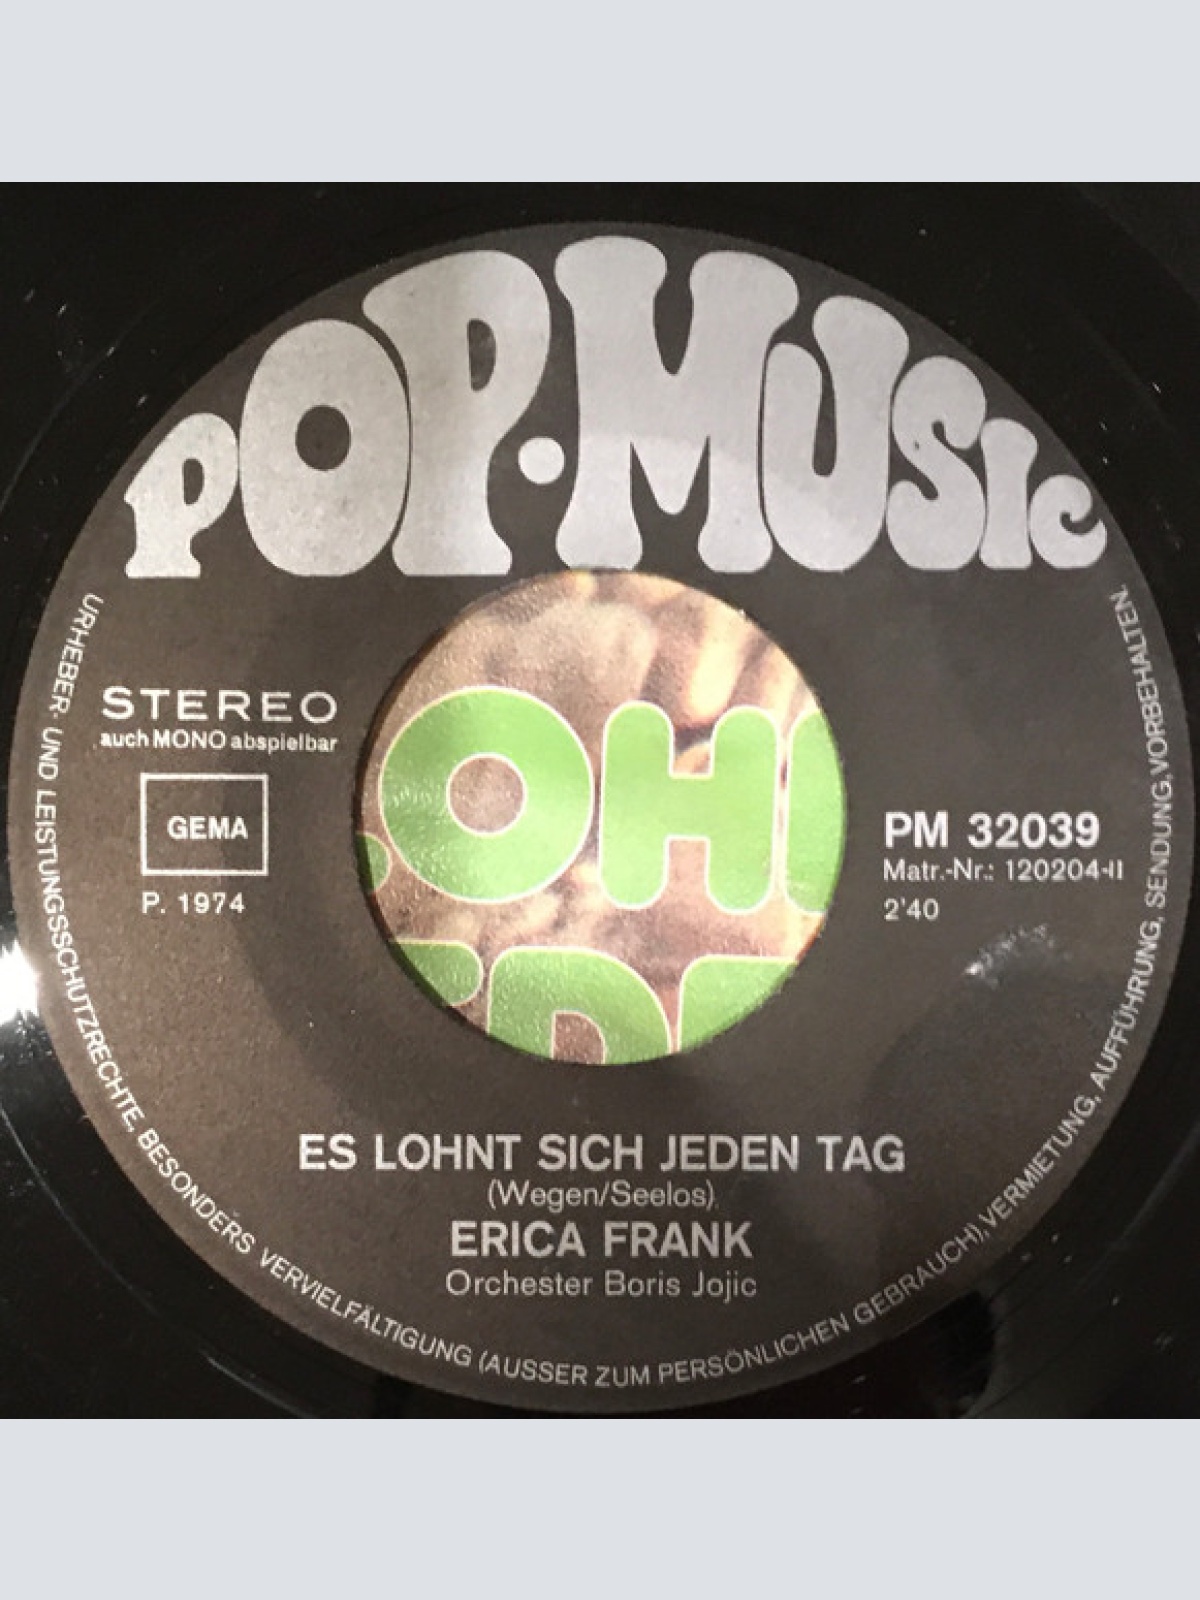 POP.MUSIC
STEREO
auch MONO abspielbar
GEMA
P. 1974
OHN
EDE
PM 32039
Matr.-Nr.: 120204-II
2'40
ES LOHNT SICH JEDEN TAG
(Wegen/Seelos)
ERICA FRANK
Orchester Boris Jojic
URHEBER- UND LEISTUNGSSCHUTZRECHTE, BESONDERS VERVIELFÄLTIGUNG (AUSSER ZUM PERSÖNLICHEN GEBRAUCH), VERMIETUNG, AUFFÜHRUNG, SENDUNG, VORBEHALTEN.